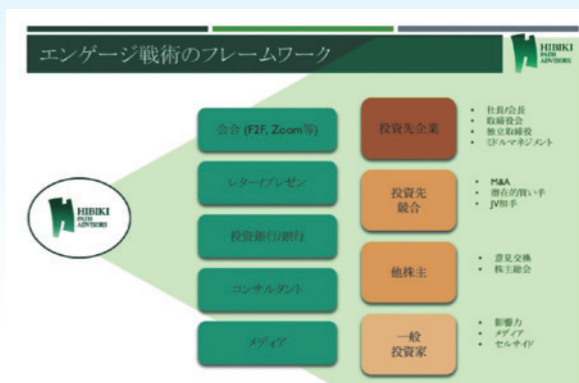 エンゲージ戦術のフレームワーク
HIBIKI
PATH
ADVISORS
HIBIKI
PATH
ADVISORS
会合 (F2F, Zoom等)
レター/プレゼン
投資銀行/銀行
コンサルタント
メディア
投資先企業
• 社長/会長
• 取締役会
• 独立取締役
• ミドルマネジメント
投資先
競合
• M&A
• 潜在的買い手
• JV相手
他株主
• 意見交換
• 株主総会
一般
投資家
• 影響力
• メディア
• セルサイド